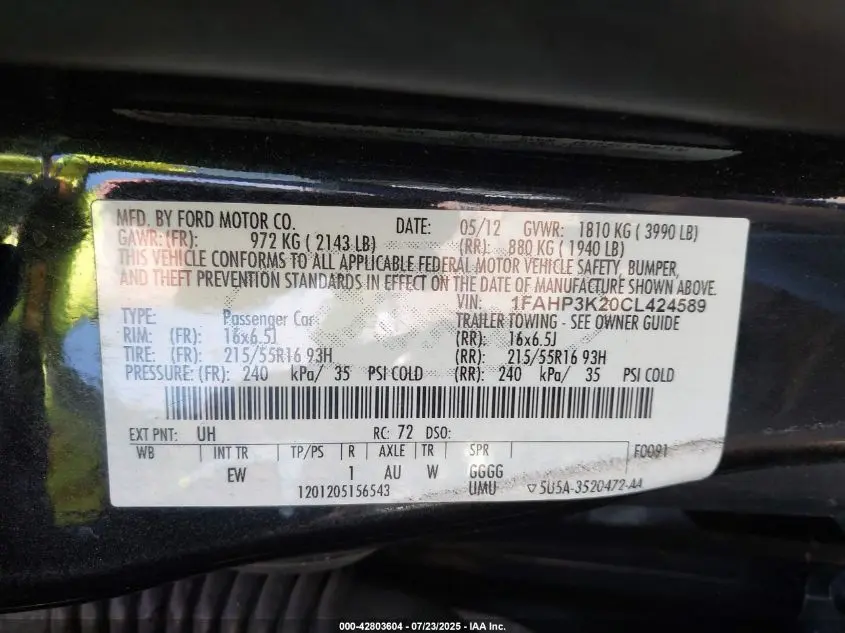 MFD. BY FORD MOTOR CO. DATE: 05/12 GVWR: 1810 KG ( 3990 LB)
GAWR:(FR): 972 KG ( 2143 LB) (RR): 880 KG ( 1940 LB)
THIS VEHICLE CONFORMS TO ALL APPLICABLE FEDERAL MOTOR VEHICLE SAFETY, BUMPER,
AND THEFT PREVENTION STANDARDS IN EFFECT ON THE DATE OF MANUFACTURE SHOWN ABOVE.
VIN: 1FAHP3K20CL424589
TYPE: Passenger Car TRAILER TOWING - SEE OWNER GUIDE
RIM: (FR): 16x6.5J (RR): 16x6.5J
TIRE: (FR): 215/55R16 93H (RR): 215/55R16 93H
PRESSURE: (FR): 240 kPa/ 35 PSI COLD (RR): 240 kPa/ 35 PSI COLD
EXT PNT: UH RC: 72 DSO:
WB INT TR TP/PS R AXLE TR SPR F0091
EW 1 AU W GGGG
1201205156543 UMU ▽5U5A-3520472-AA
000-42803604 / 07/23/2025 - IAA Inc.